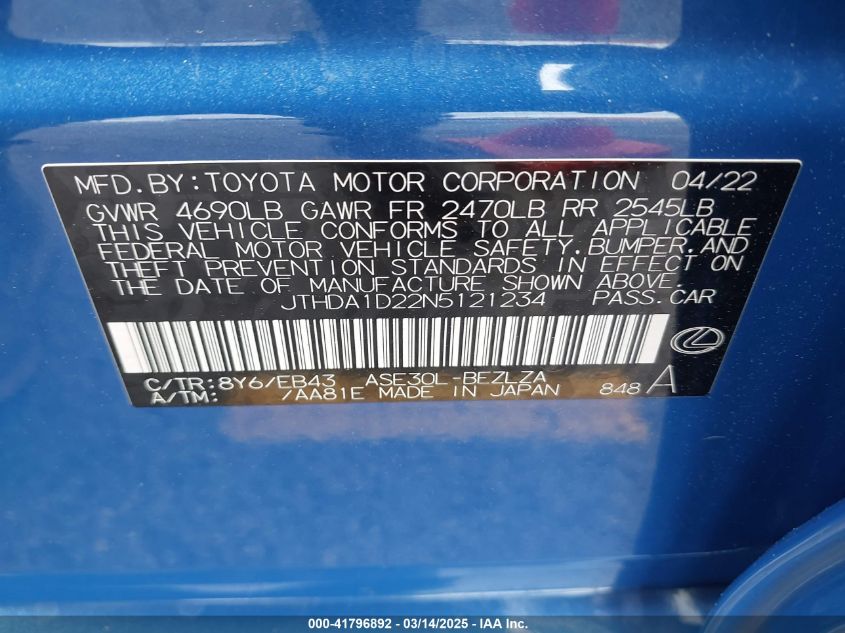 MFD.BY:TOYOTA MOTOR CORPORATION 04/22
GVWR 4690LB GAWR FR 2470LB RR 2545LB
THIS VEHICLE CONFORMS TO ALL APPLICABLE
FEDERAL MOTOR VEHICLE SAFETY,BUMPER,AND
THEFT PREVENTION STANDARDS IN EFFECT ON
THE DATE OF MANUFACTURE SHOWN ABOVE.
JTHDA1D22N5121234 PASS.CAR
C/TR:8Y6/EB43 ASE30L-BEZLZA
A/TM: /AA81E MADE IN JAPAN 848 A
000-41796892 - 03/14/2025 - IAA Inc.